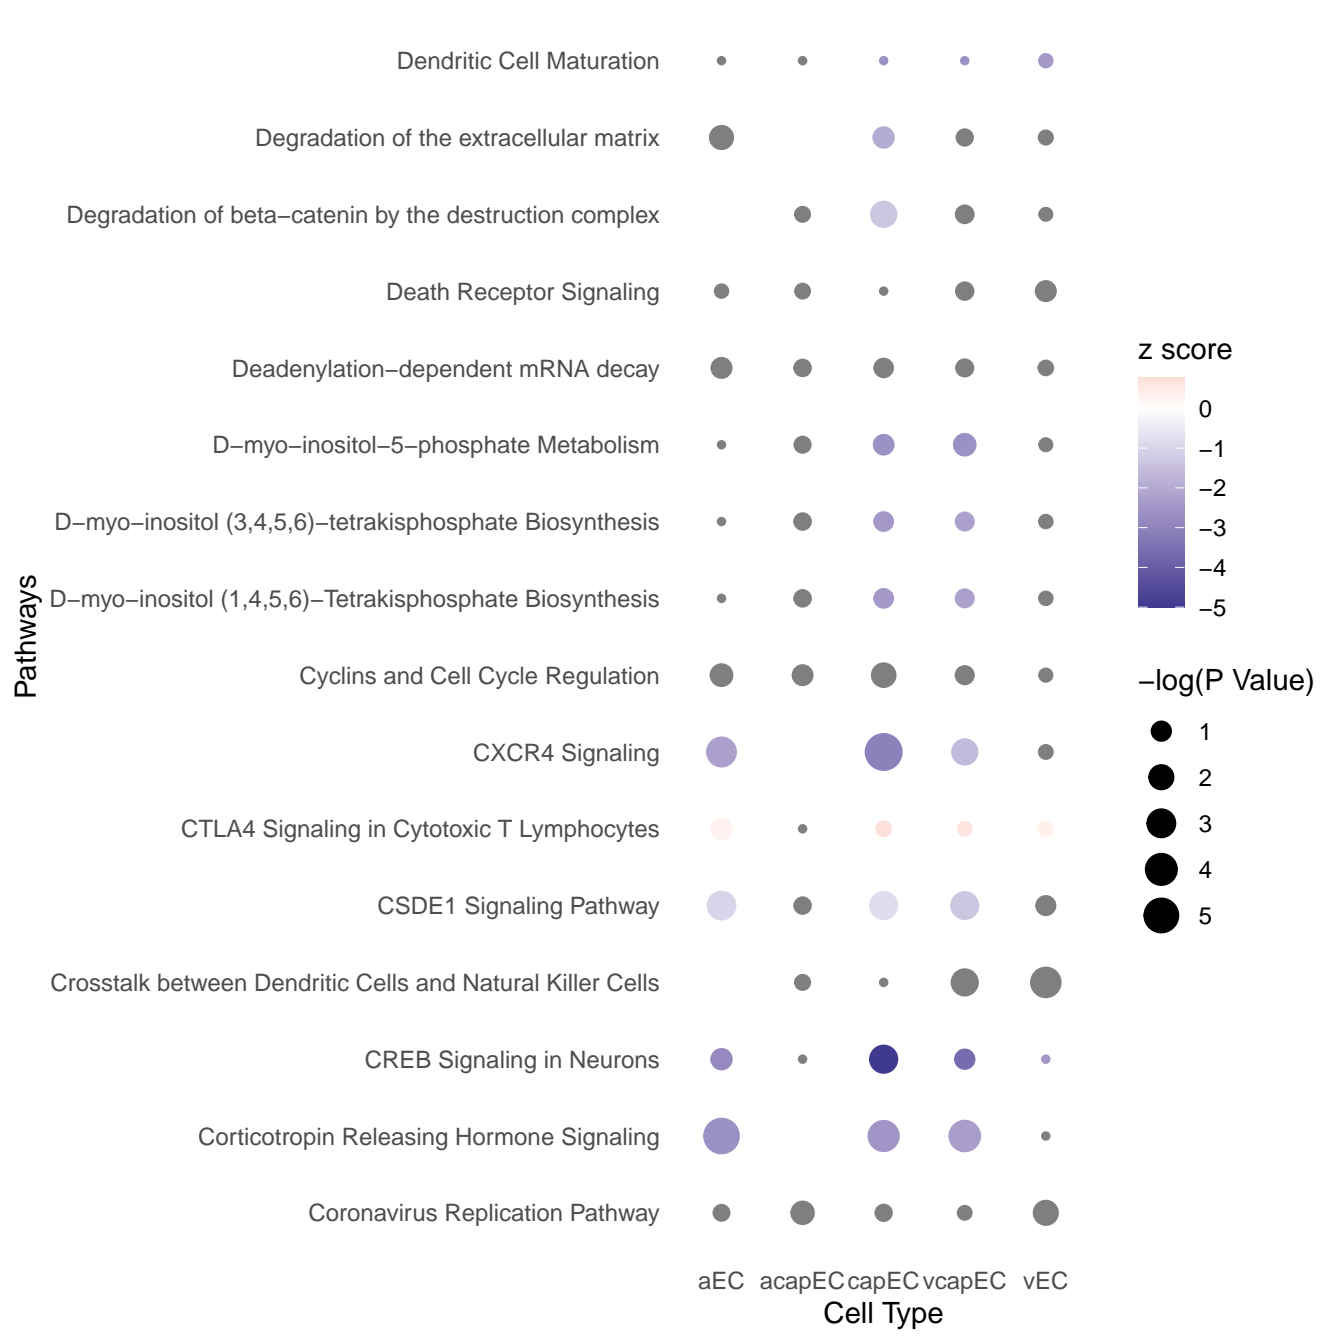 Dendritic Cell Maturation
Degradation of the extracellular matrix
Degradation of beta−catenin by the destruction complex
Death Receptor Signaling
Deadenylation−dependent mRNA decay
D−myo−inositol−5−phosphate Metabolism
D−myo−inositol (3,4,5,6)−tetrakisphosphate Biosynthesis
D−myo−inositol (1,4,5,6)−Tetrakisphosphate Biosynthesis
Cyclins and Cell Cycle Regulation
CXCR4 Signaling
CTLA4 Signaling in Cytotoxic T Lymphocytes
CSDE1 Signaling Pathway
Crosstalk between Dendritic Cells and Natural Killer Cells
CREB Signaling in Neurons
Corticotropin Releasing Hormone Signaling
Coronavirus Replication Pathway
Pathways
aEC acapEC capEC vcapEC vEC
Cell Type
z score
0
−1
−2
−3
−4
−5
−log(P Value)
1
2
3
4
5